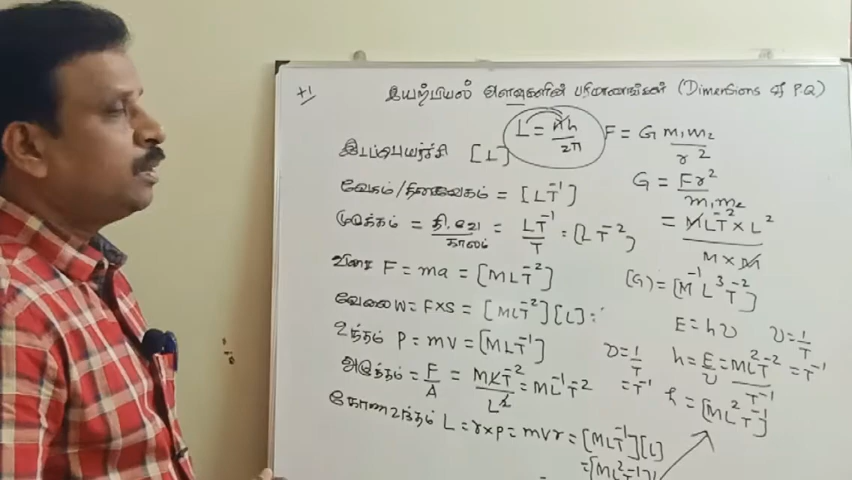 +1
இயற்பியல் அளவுகளின் பரிமாணங்கள் (Dimensions of P.Q)
L = nh/2π
F = G m₁m₂/r²
இடப்பெயர்ச்சி [L]
G = Fr²/m₁m₂
வேகம்/திசைவேகம் = [LT⁻¹]
= MLT⁻² × L²/M × M
முடுக்கம் = தி.வே/காலம் = LT⁻¹/T = [LT⁻²]
[G] = [M⁻¹ L³ T⁻²]
விசை F = ma = [MLT⁻²]
வேலை W = F×S = [MLT⁻²][L] =
E = hυ υ = 1/T
உந்தம் P = mv = [MLT⁻¹]
υ = 1/T = T⁻¹
h = E/υ = ML²T⁻²/T⁻¹ = T⁻¹
அழுத்தம் = F/A = MLT⁻²/L² = ML⁻¹T⁻²
h = [ML²T⁻¹]
கோண உந்தம் L = r×p = mvr = [MLT⁻¹][L]
= [ML²T⁻¹]